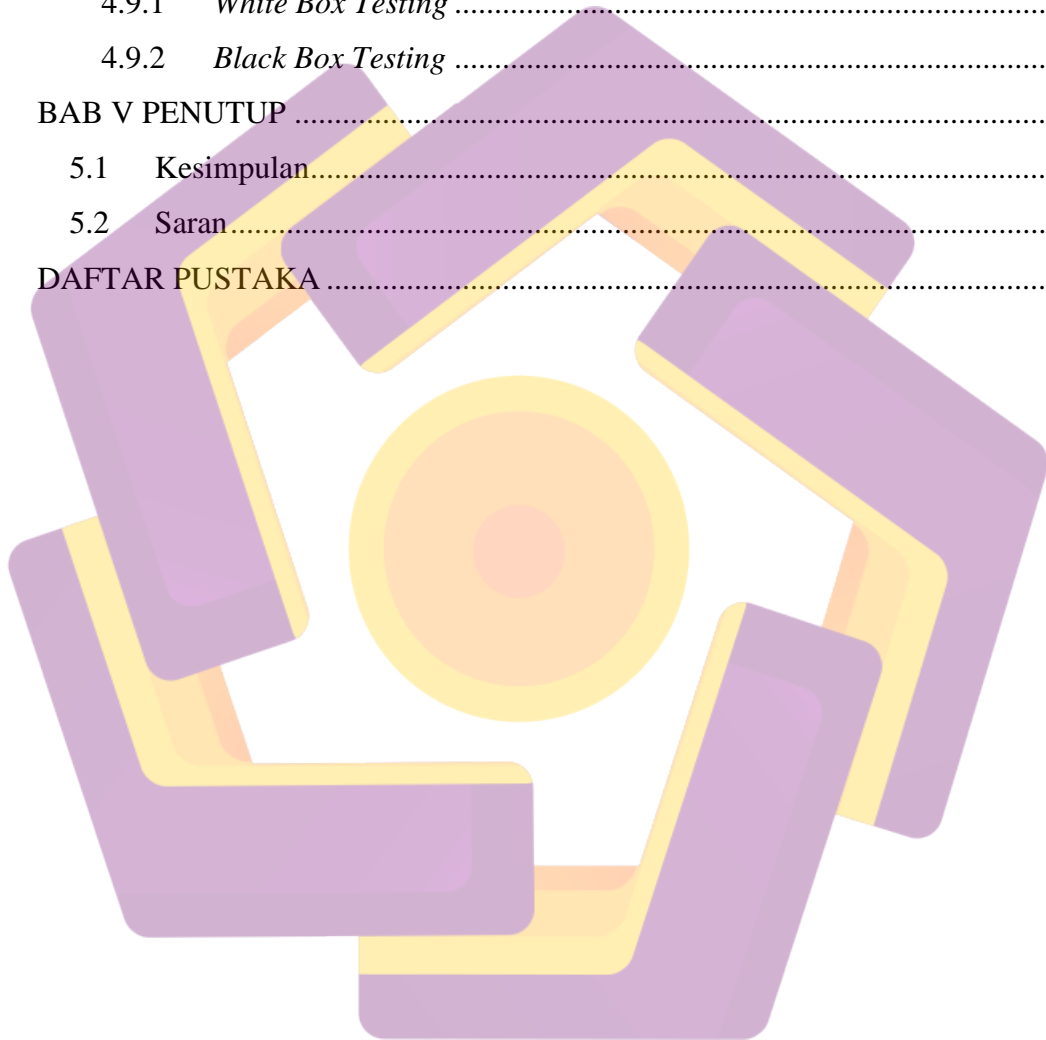 4.9.1 White Box Testing ..........................................................................
4.9.2 Black Box Testing ..........................................................................
BAB V PENUTUP ..............................................................................................
5.1 Kesimpulan............................................................................................
5.2 Saran......................................................................................................
DAFTAR PUSTAKA ..........................................................................................